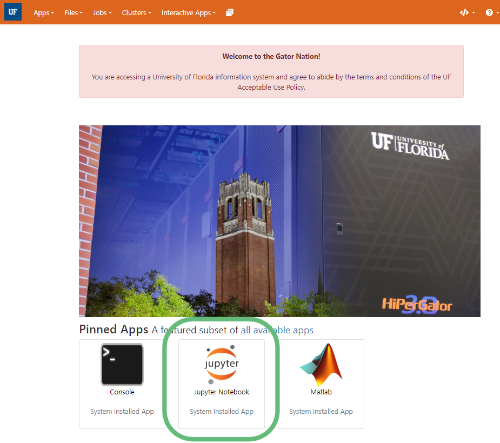 UF Apps Files Jobs Clusters Interactive Apps
Welcome to the Gator Nation!
You are accessing a University of Florida information system and agree to abide by the terms and conditions of the UF
Acceptable Use Policy.
UF UNIVERSITY of
FLORIDA
HiPerGator
3.0
Pinned Apps A featured subset of all available apps
>_
jupyter
Console Jupyter Notebook Matlab
System Installed App System Installed App System Installed App